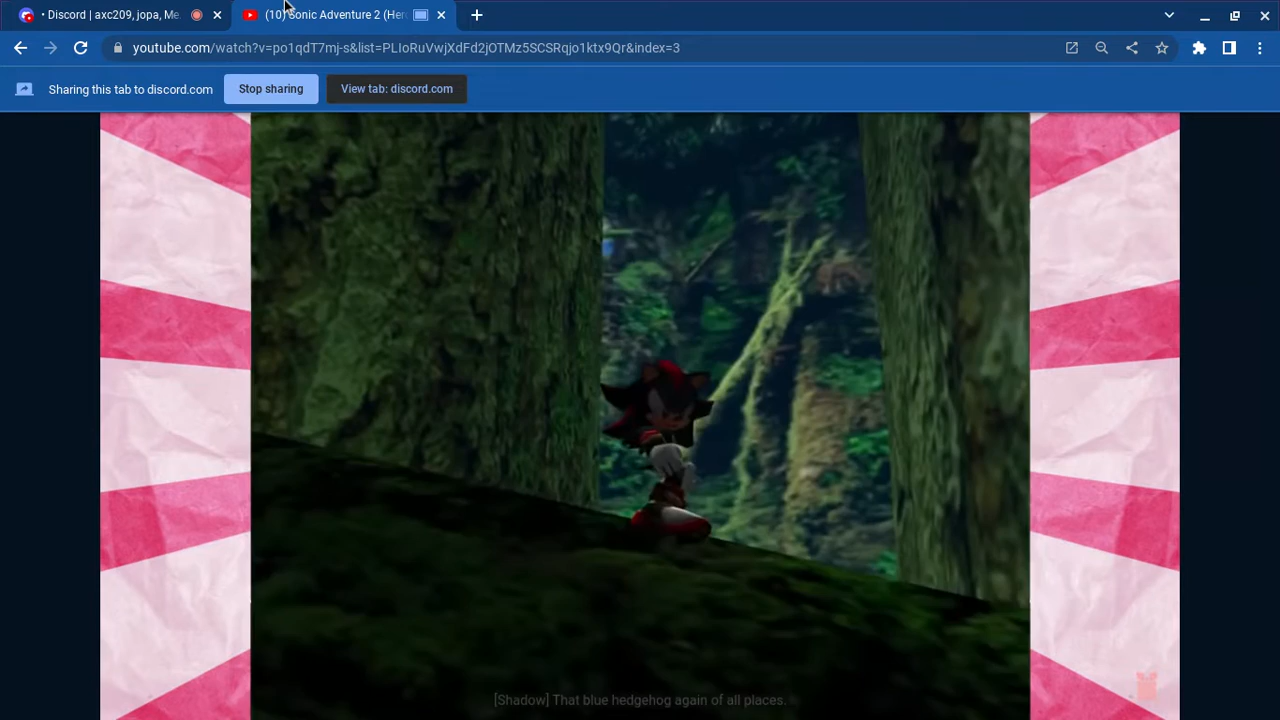 • Discord | axc209, jopa, Me
(10) Sonic Adventure 2 (Hero
youtube.com/watch?v=po1qdT7mj-s&list=PLIoRuVwjXdFd2jOTMz5SCSRqjo1ktx9Qr&index=3
Sharing this tab to discord.com
Stop sharing
View tab: discord.com
[Shadow] That blue hedgehog again of all places.